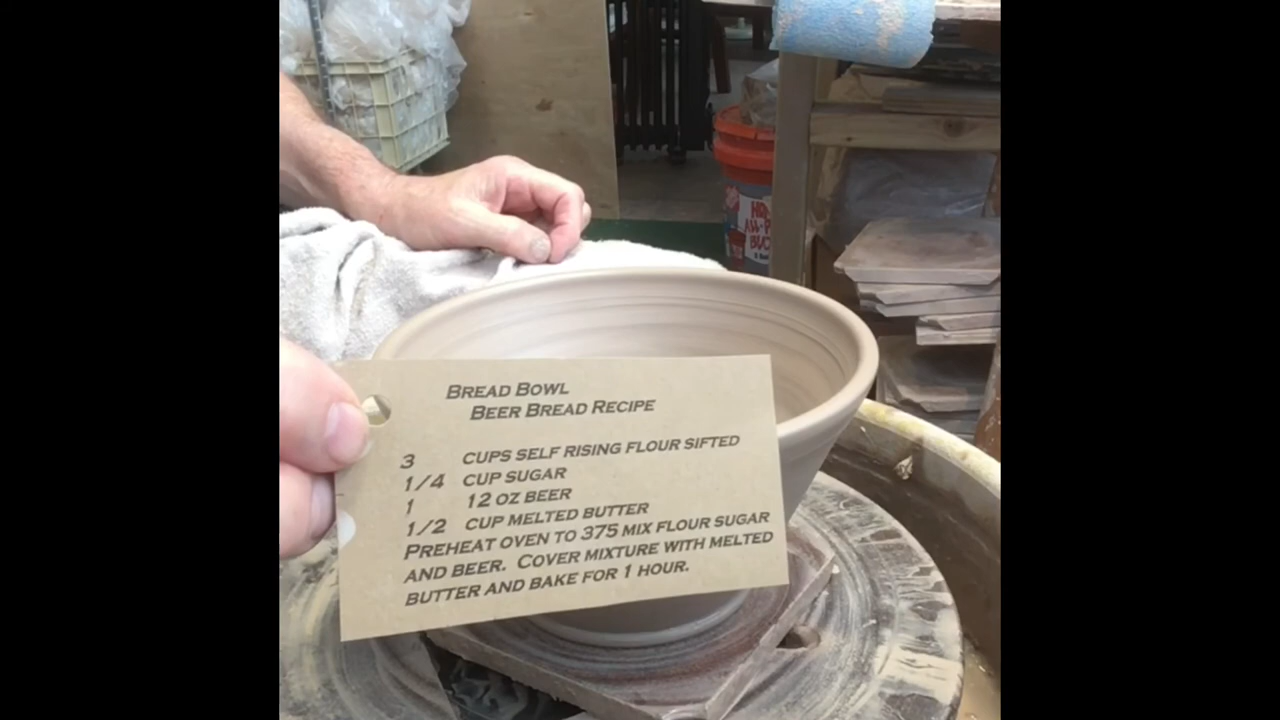 BREAD BOWL
BEER BREAD RECIPE
3 CUPS SELF RISING FLOUR SIFTED
1/4 CUP SUGAR
1 12 OZ BEER
1/2 CUP MELTED BUTTER
PREHEAT OVEN TO 375 MIX FLOUR SUGAR
AND BEER. COVER MIXTURE WITH MELTED
BUTTER AND BAKE FOR 1 HOUR.